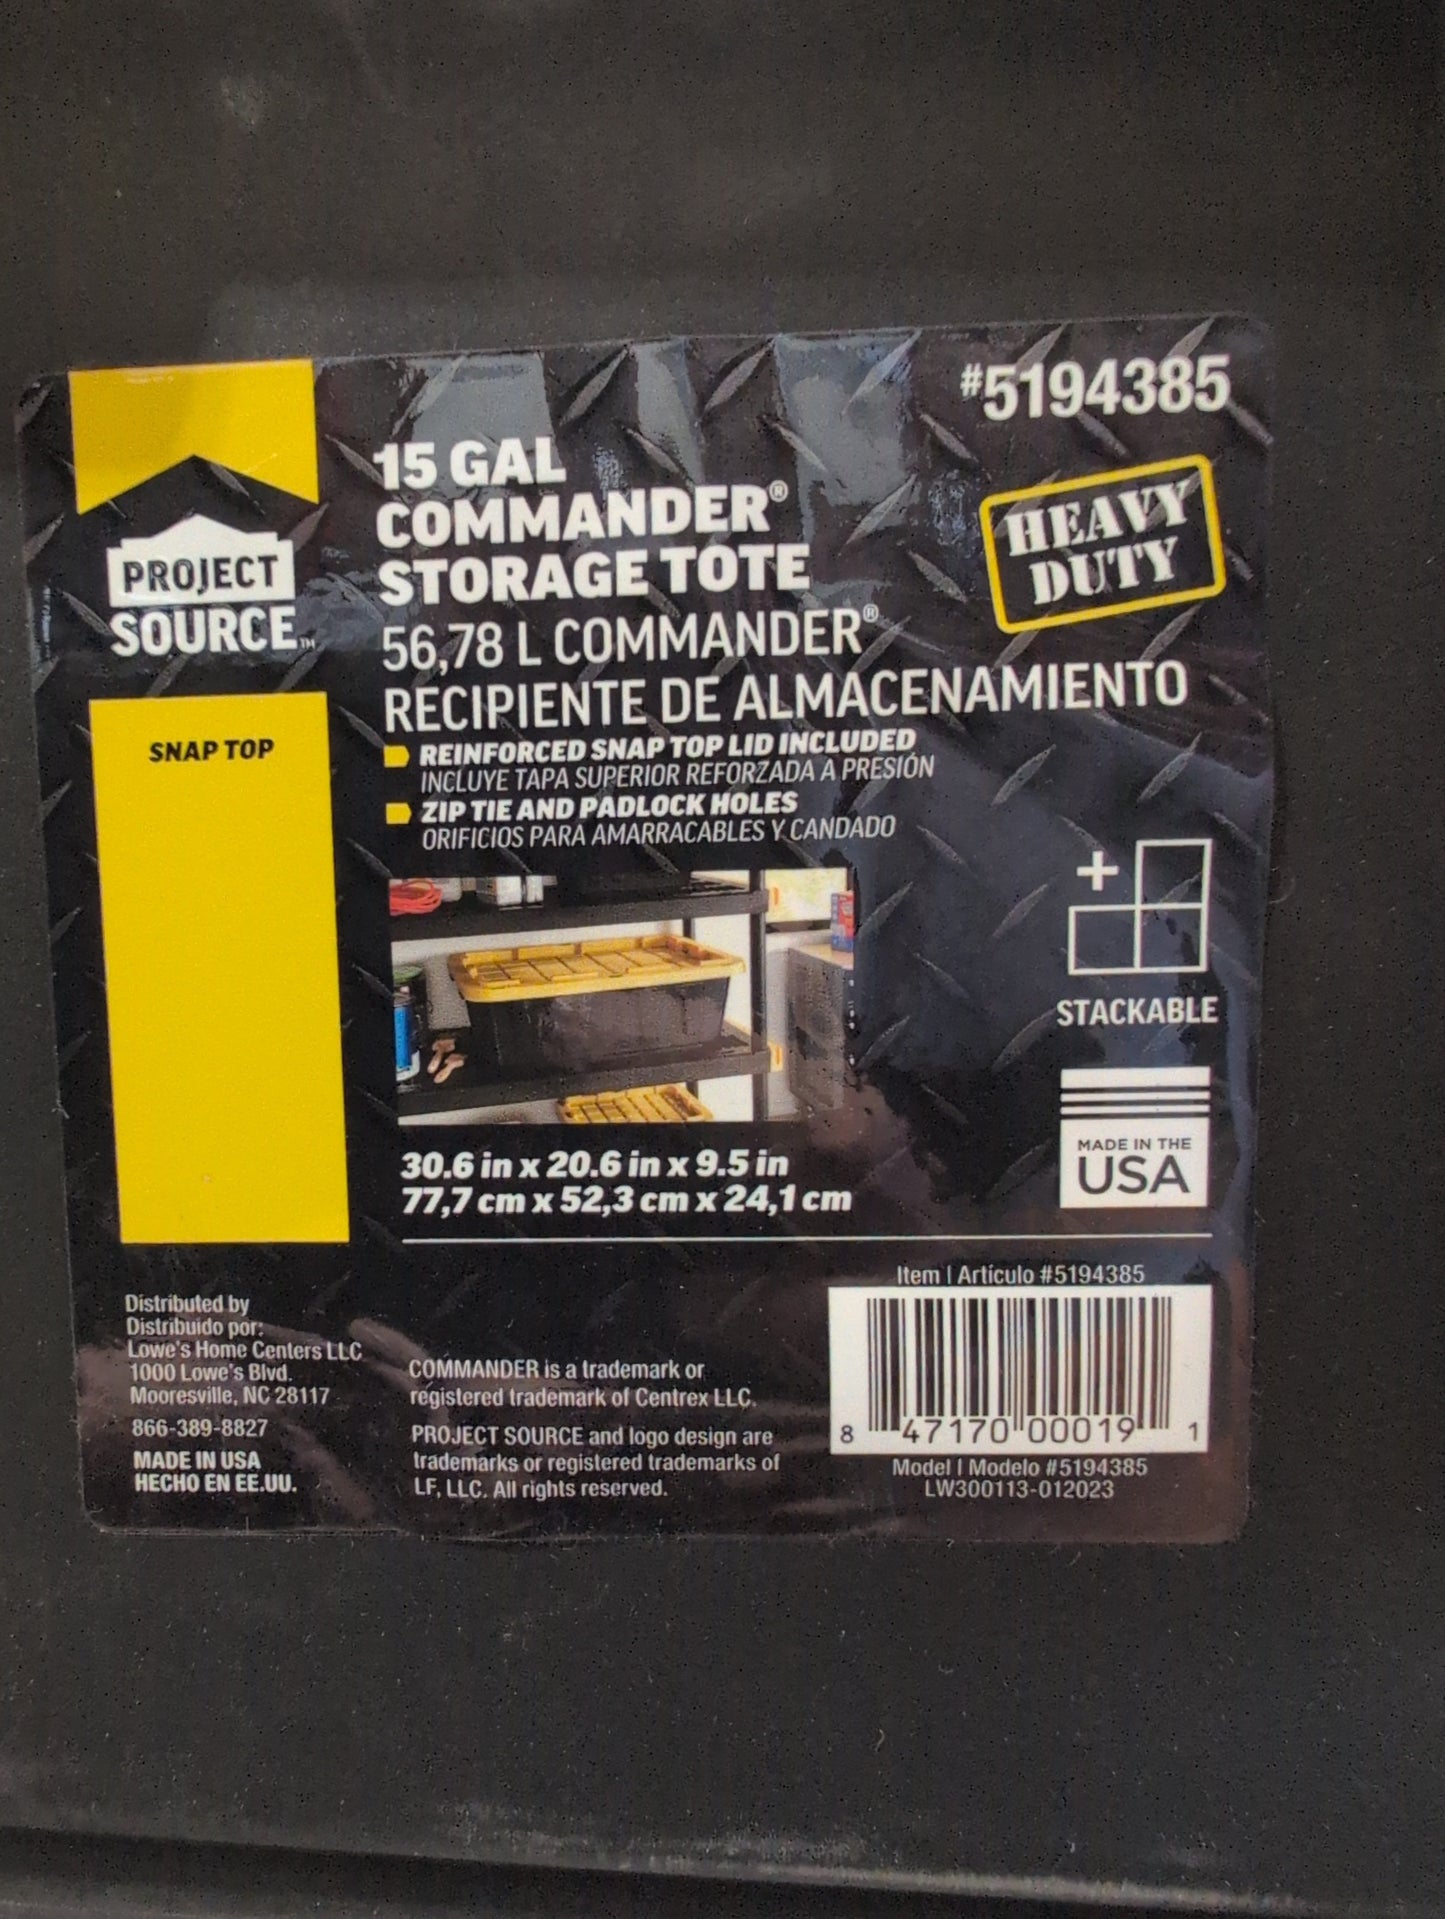 #5194385
15 GAL
COMMANDER®
STORAGE TOTE
56,78 L COMMANDER®
RECIPIENTE DE ALMACENAMIENTO
HEAVY
DUTY
PROJECT
SOURCE™
SNAP TOP
REINFORCED SNAP TOP LID INCLUDED
INCLUYE TAPA SUPERIOR REFORZADA A PRESIÓN
ZIP TIE AND PADLOCK HOLES
ORIFICIOS PARA AMARRACABLES Y CANDADO
+
STACKABLE
MADE IN THE
USA
30.6 in x 20.6 in x 9.5 in
77,7 cm x 52,3 cm x 24,1 cm
Distributed by
Distribuido por:
Lowe's Home Centers LLC
1000 Lowe's Blvd.
Mooresville, NC 28117
866-389-8827
MADE IN USA
HECHO EN EE.UU.
COMMANDER is a trademark or
registered trademark of Centrex LLC.
PROJECT SOURCE and logo design are
trademarks or registered trademarks of
LF, LLC. All rights reserved.
Item | Artículo #5194385
8 47170 00019 1
Model | Modelo #5194385
LW300113-012023